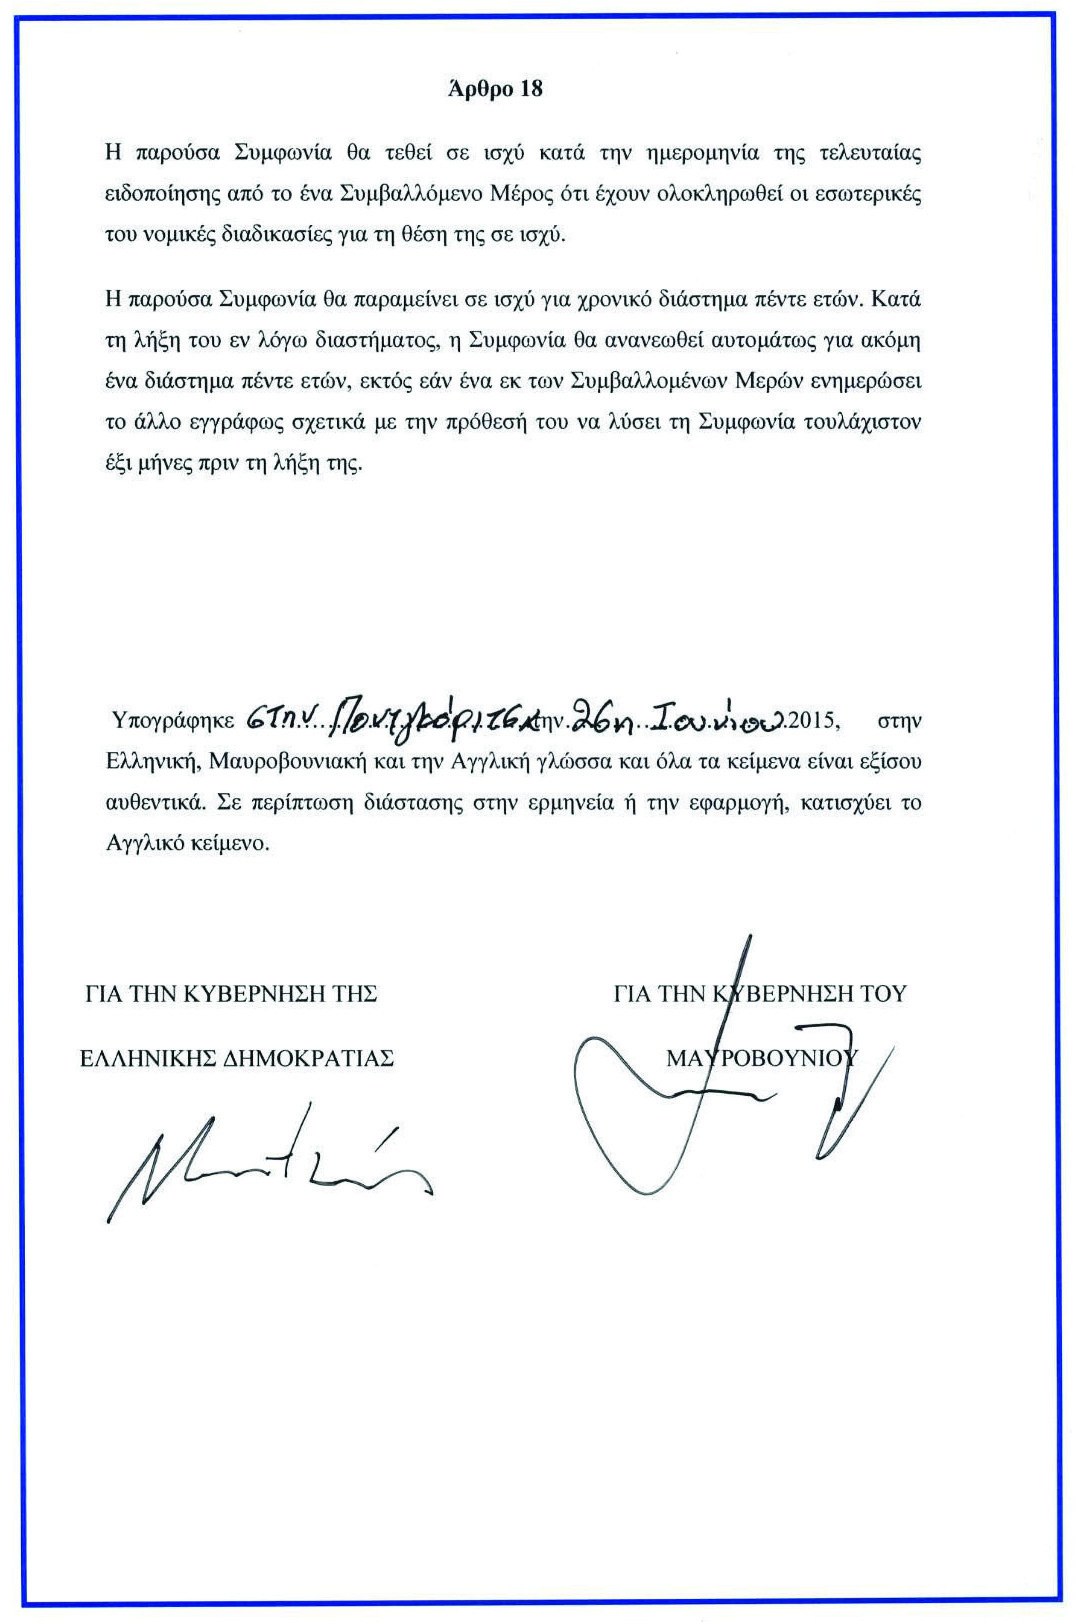 Άρθρο 18
Η παρούσα Συμφωνία θα τεθεί σε ισχύ κατά την ημερομηνία της τελευταίας
ειδοποίησης από το ένα Συμβαλλόμενο Μέρος ότι έχουν ολοκληρωθεί οι εσωτερικές
του νομικές διαδικασίες για τη θέση της σε ισχύ.
Η παρούσα Συμφωνία θα παραμείνει σε ισχύ για χρονικό διάστημα πέντε ετών. Κατά
τη λήξη του εν λόγω διαστήματος, η Συμφωνία θα ανανεωθεί αυτομάτως για ακόμη
ένα διάστημα πέντε ετών, εκτός εάν ένα εκ των Συμβαλλομένων Μερών ενημερώσει
το άλλο εγγράφως σχετικά με την πρόθεσή του να λύσει τη Συμφωνία τουλάχιστον
έξι μήνες πριν τη λήξη της.
Υπογράφηκε στην Ποντγκόριτσα την 26η Ιουνίου 2015, στην
Ελληνική, Μαυροβουνιακή και την Αγγλική γλώσσα και όλα τα κείμενα είναι εξίσου
αυθεντικά. Σε περίπτωση διάστασης στην ερμηνεία ή την εφαρμογή, κατισχύει το
Αγγλικό κείμενο.
ΓΙΑ ΤΗΝ ΚΥΒΕΡΝΗΣΗ ΤΗΣ
ΕΛΛΗΝΙΚΗΣ ΔΗΜΟΚΡΑΤΙΑΣ
ΓΙΑ ΤΗΝ ΚΥΒΕΡΝΗΣΗ ΤΟΥ
ΜΑΥΡΟΒΟΥΝΙΟΥ